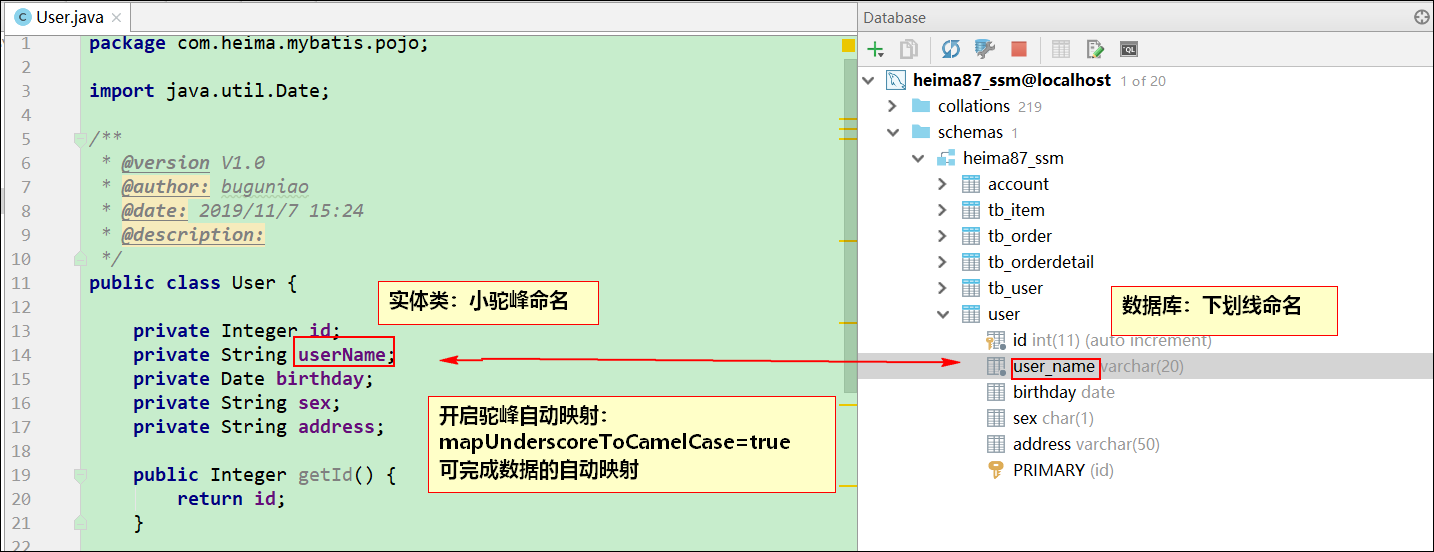 User.java
1 package com.heima.mybatis.pojo;
2
3 import java.util.Date;
4
5 /**
6 * @version V1.0
7 * @author: buguniao
8 * @date: 2019/11/7 15:24
9 * @description:
10 */
11 public class User {
12
13 private Integer id;
14 private String userName;
15 private Date birthday;
16 private String sex;
17 private String address;
18
19 public Integer getId() {
20 return id;
21 }
22
实体类：小驼峰命名
开启驼峰自动映射：
mapUnderscoreToCamelCase=true
可完成数据的自动映射
Database
heima87_ssm@localhost 1 of 20
collations 219
schemas 1
heima87_ssm
account
tb_item
tb_order
tb_orderdetail
tb_user
user
数据库：下划线命名
id int(11) (auto increment)
user_name varchar(20)
birthday date
sex char(1)
address varchar(50)
PRIMARY (id)